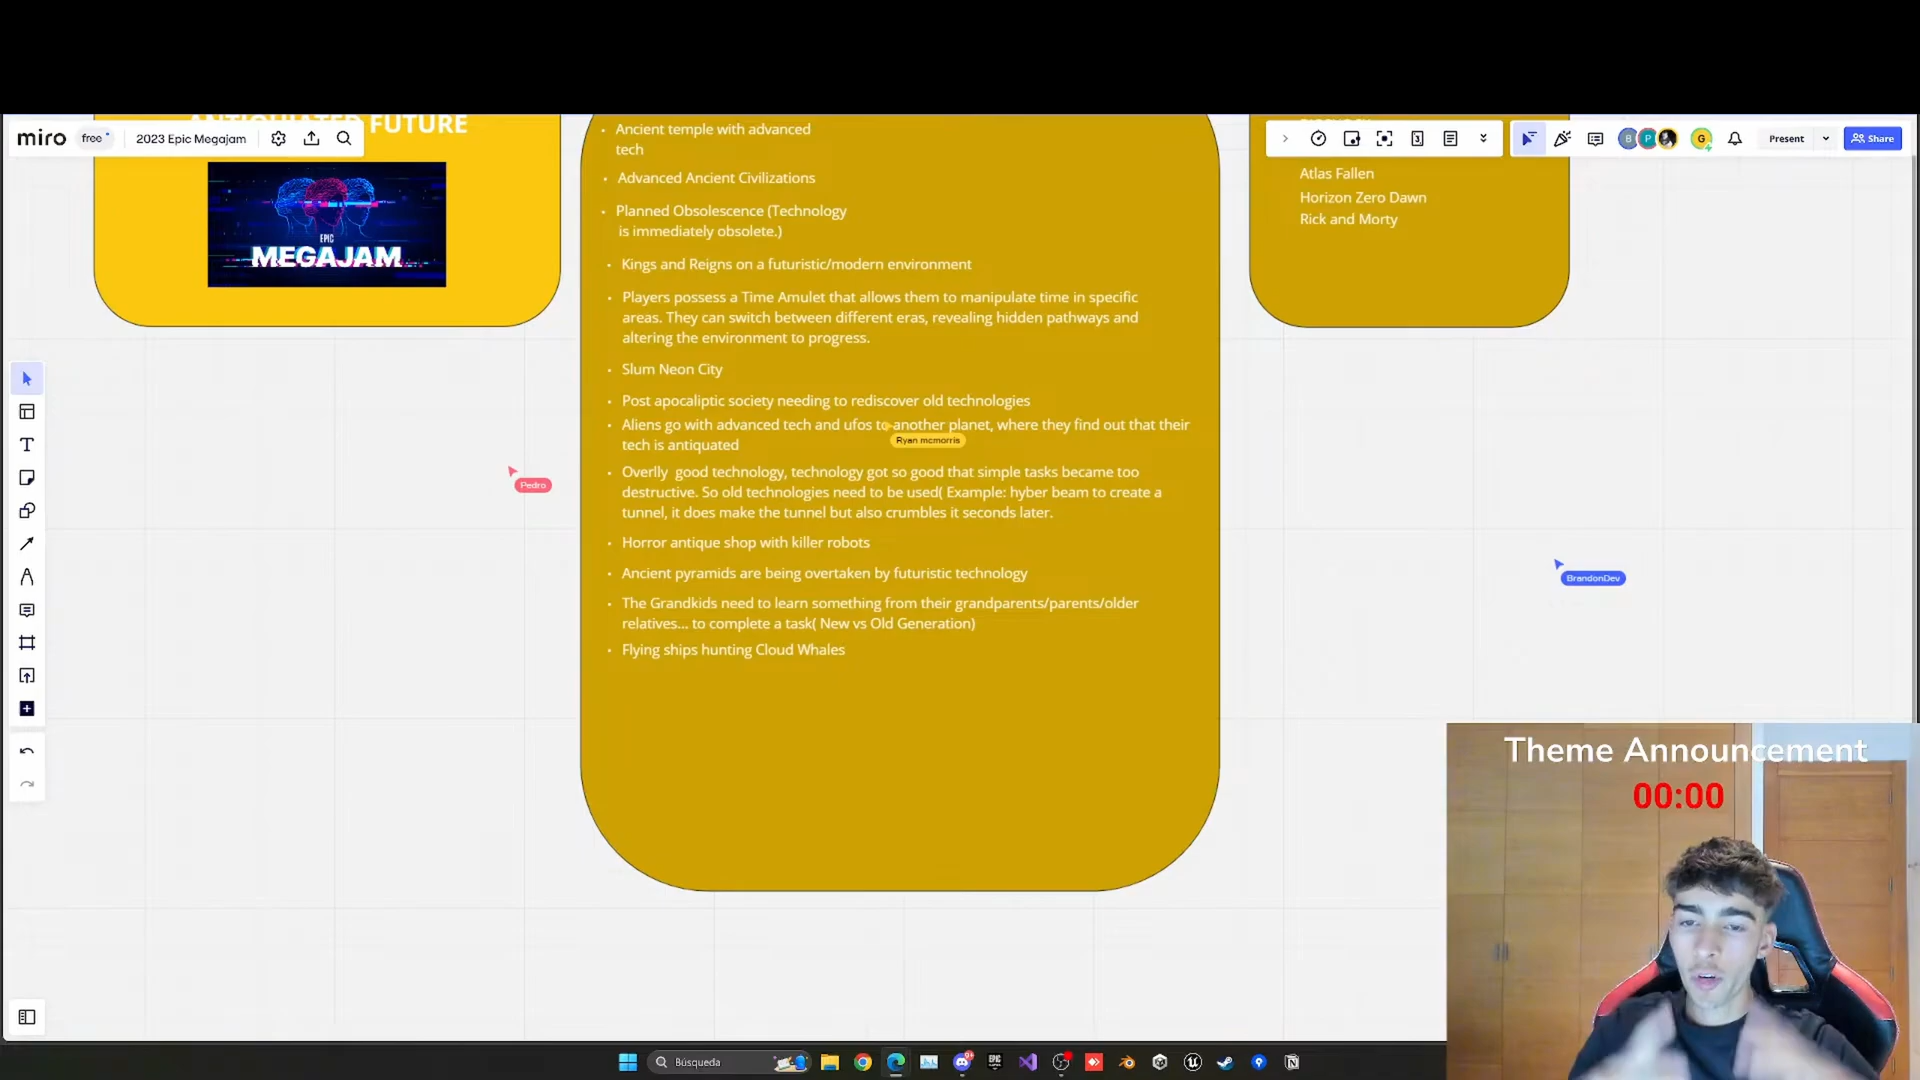 ANTIQUATED FUTURE
miro
free
2023 Epic Megajam
EPIC
MEGAJAM
Ancient temple with advanced
tech
Advanced Ancient Civilizations
Planned Obsolescence (Technology
is immediately obsolete.)
Kings and Reigns on a futuristic/modern environment
Players possess a Time Amulet that allows them to manipulate time in specific
areas. They can switch between different eras, revealing hidden pathways and
altering the environment to progress.
Slum Neon City
Post apocaliptic society needing to rediscover old technologies
Aliens go with advanced tech and ufos to another planet, where they find out that their
tech is antiquated
Ryan mcmorris
Overlly good technology, technology got so good that simple tasks became too
destructive. So old technologies need to be used( Example: hyber beam to create a
tunnel, it does make the tunnel but also crumbles it seconds later.
Horror antique shop with killer robots
Ancient pyramids are being overtaken by futuristic technology
The Grandkids need to learn something from their grandparents/parents/older
relatives... to complete a task( New vs Old Generation)
Flying ships hunting Cloud Whales
Pedro
B
P
G
Present
Share
Atlas Fallen
Horizon Zero Dawn
Rick and Morty
BrandonDev
Theme Announcement
00:00
Búsqueda